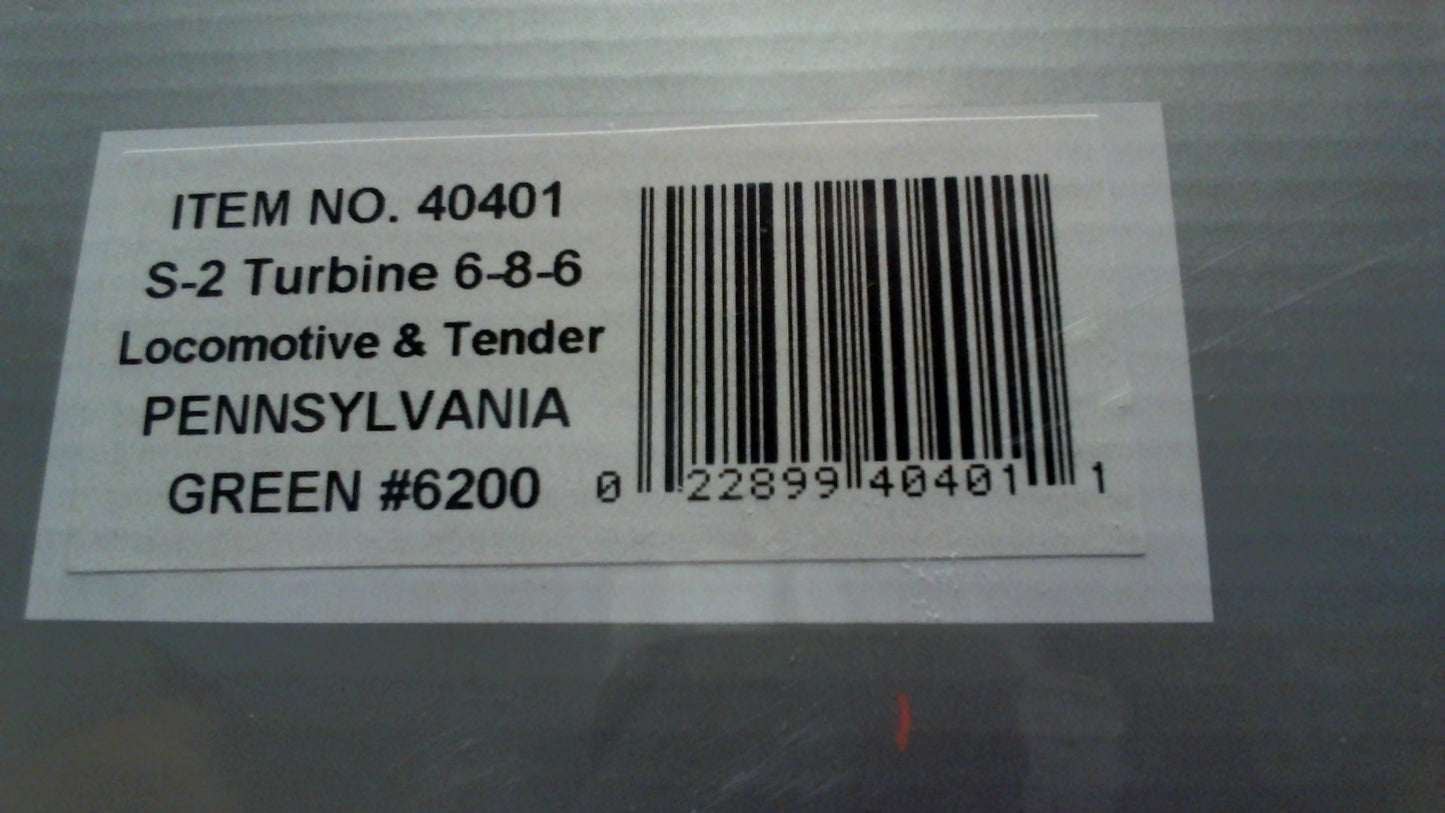 ITEM NO. 40401
S-2 Turbine 6-8-6
Locomotive & Tender
PENNSYLVANIA
GREEN #6200
0 22899 40401 1